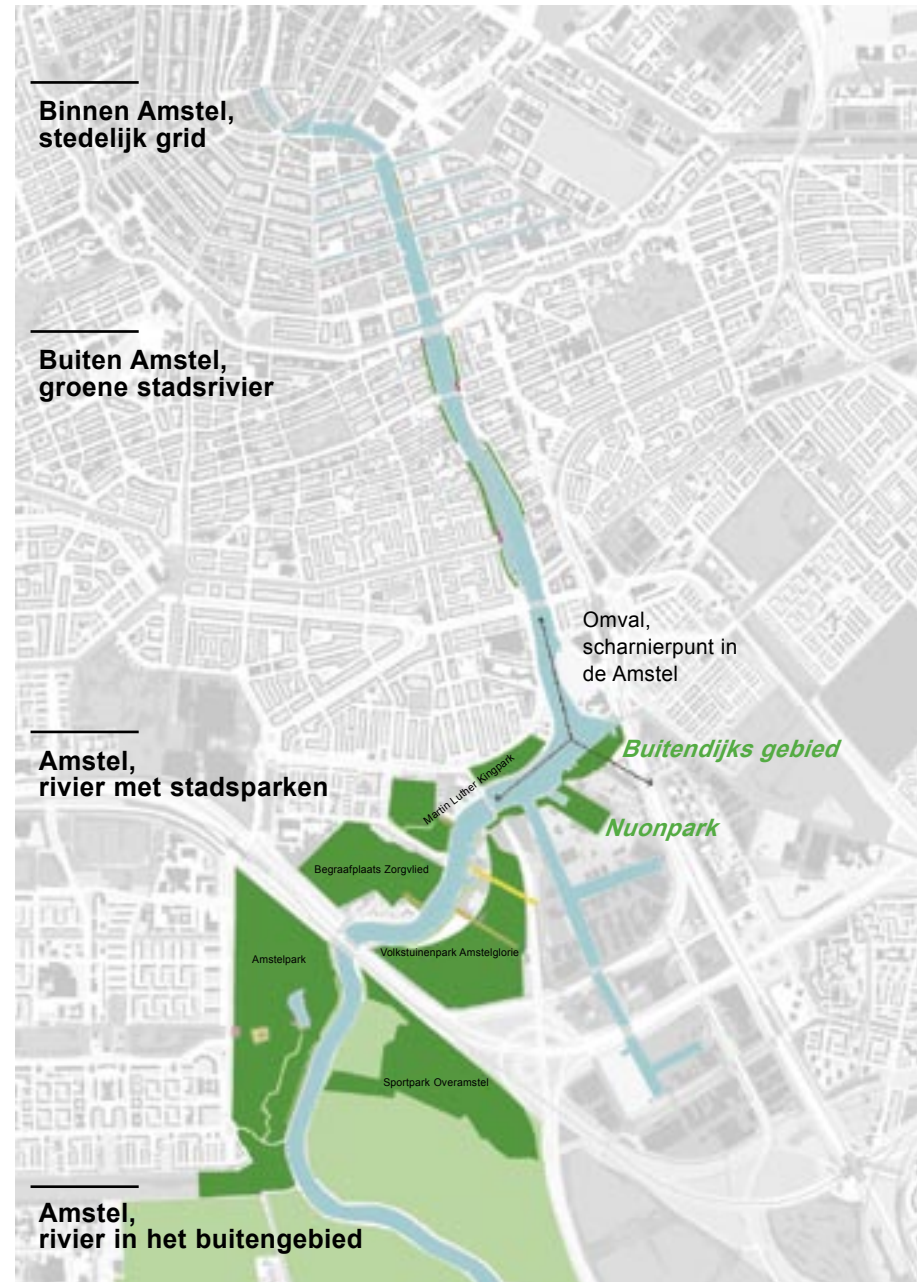 Binnen Amstel,
stedelijk grid
Buiten Amstel,
groene stadsrivier
Omval,
scharnierpunt in
de Amstel
Amstel,
rivier met stadsparken
Buitendijks gebied
Martin Luther Kingpark
Nuonpark
Begraafplaats Zorgvlied
Volkstuinenpark Amstelglorie
Amstelpark
Sportpark Overamstel
Amstel,
rivier in het buitengebied